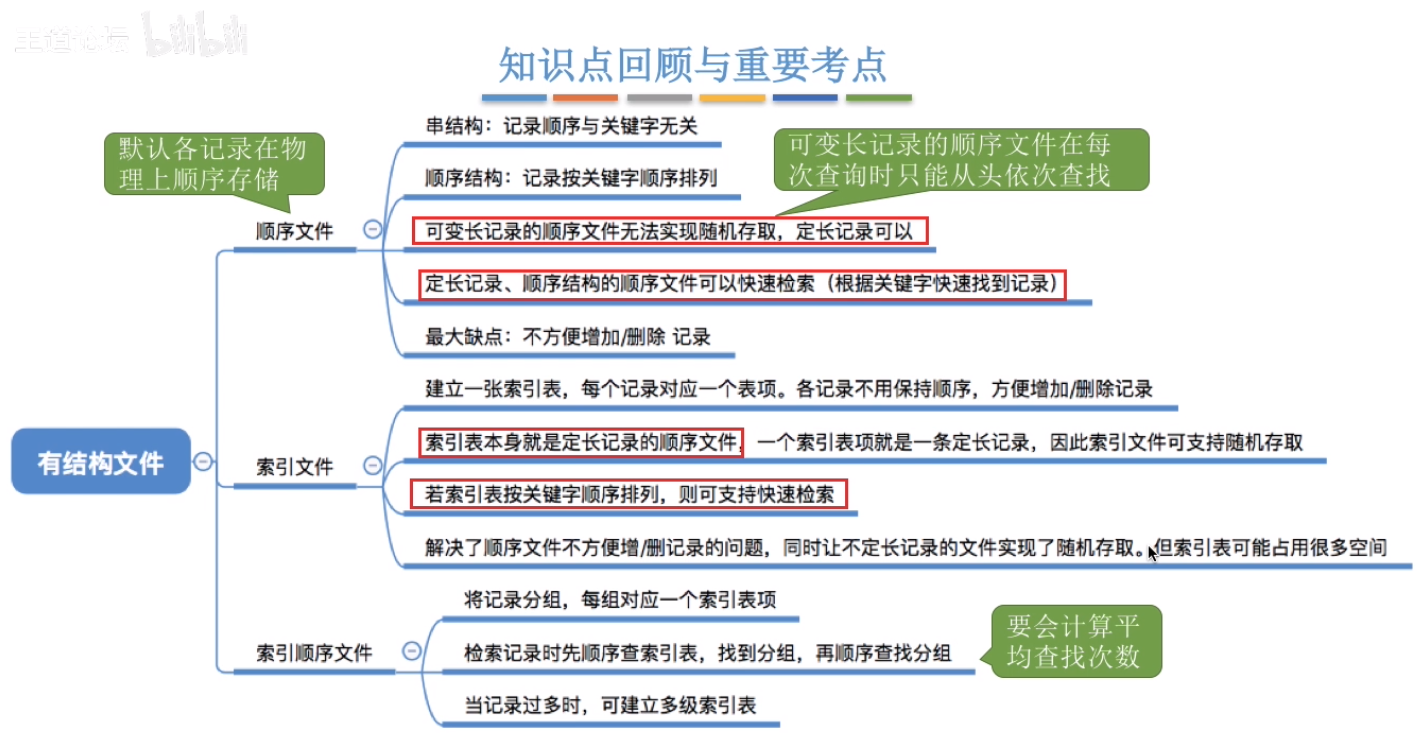 王道论坛 bilibili
知识点回顾与重要考点
默认各记录在物
理上顺序存储
串结构：记录顺序与关键字无关
可变长记录的顺序文件在每
次查询时只能从头依次查找
顺序结构：记录按关键字顺序排列
顺序文件
可变长记录的顺序文件无法实现随机存取，定长记录可以
定长记录、顺序结构的顺序文件可以快速检索（根据关键字快速找到记录）
最大缺点：不方便增加/删除 记录
有结构文件
索引文件
建立一张索引表，每个记录对应一个表项。各记录不用保持顺序，方便增加/删除记录
索引表本身就是定长记录的顺序文件，一个索引表项就是一条定长记录，因此索引文件可支持随机存取
若索引表按关键字顺序排列，则可支持快速检索
解决了顺序文件不方便增/删记录的问题，同时让不定长记录的文件实现了随机存取。但索引表可能占用很多空间
索引顺序文件
将记录分组，每组对应一个索引表项
检索记录时先顺序查索引表，找到分组，再顺序查找分组
要会计算平
均查找次数
当记录过多时，可建立多级索引表